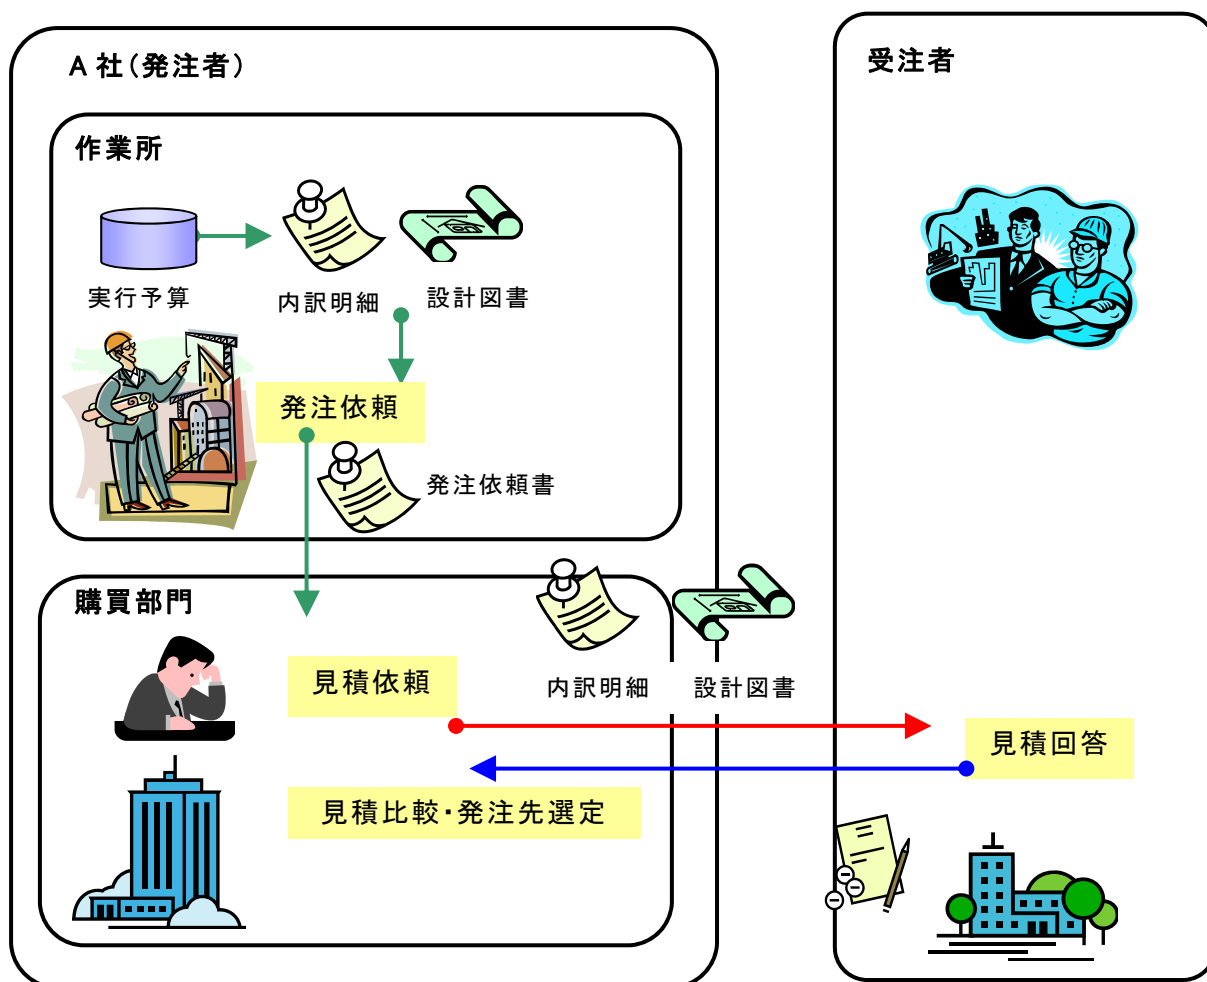 A社(発注者)
受注者
作業所
実行予算
内訳明細
設計図書
発注依頼
発注依頼書
購買部門
見積依頼
内訳明細
設計図書
見積回答
見積比較・発注先選定